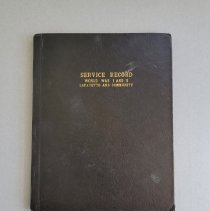 SERVICE RECORD
WORLD WAR I AND II
LAFAYETTE AND COMMUNITY